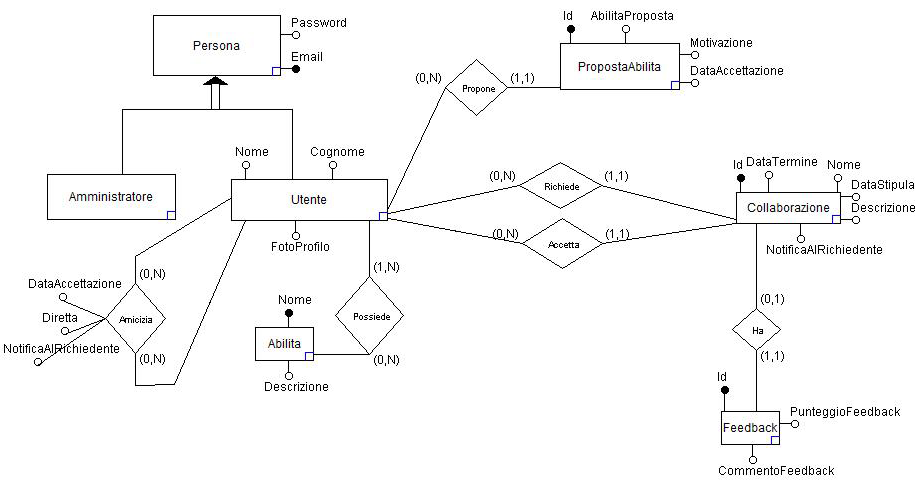 Id
AbilitaProposta
Password
Persona
Motivazione
Email
PropostaAbilita
DataAccettazione
(0,N)
(1,1)
Propone
Nome
Cognome
Id
DataTermine
Nome
(0,N)
(1,1)
DataStipula
Richiede
Amministratore
Utente
Collaborazione
Descrizione
(0,N)
(1,1)
Accetta
FotoProfilo
NotificaAlRichiedente
(0,N)
(1,N)
DataAccettazione
Nome
(0,1)
Diretta
Amicizia
Possiede
Ha
NotificaAlRichiedente
Abilita
(0,N)
(0,N)
(1,1)
Descrizione
Id
PunteggioFeedback
Feedback
CommentoFeedback